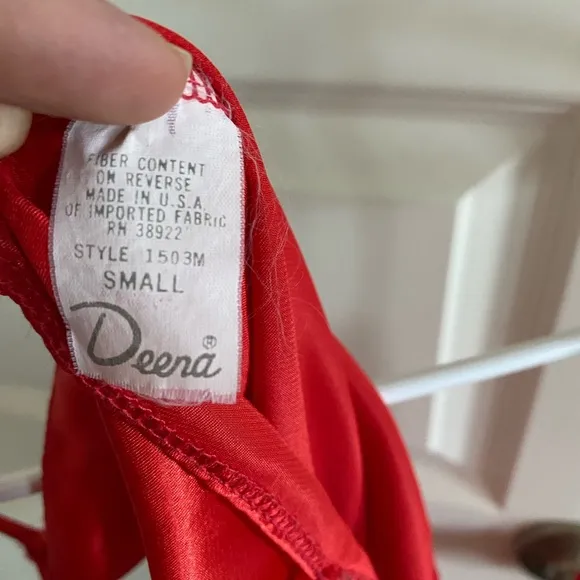 FIBER CONTENT
ON REVERSE
MADE IN U.S.A.
OF IMPORTED FABRIC
RN 38922
STYLE 1503M
SMALL
Deena®